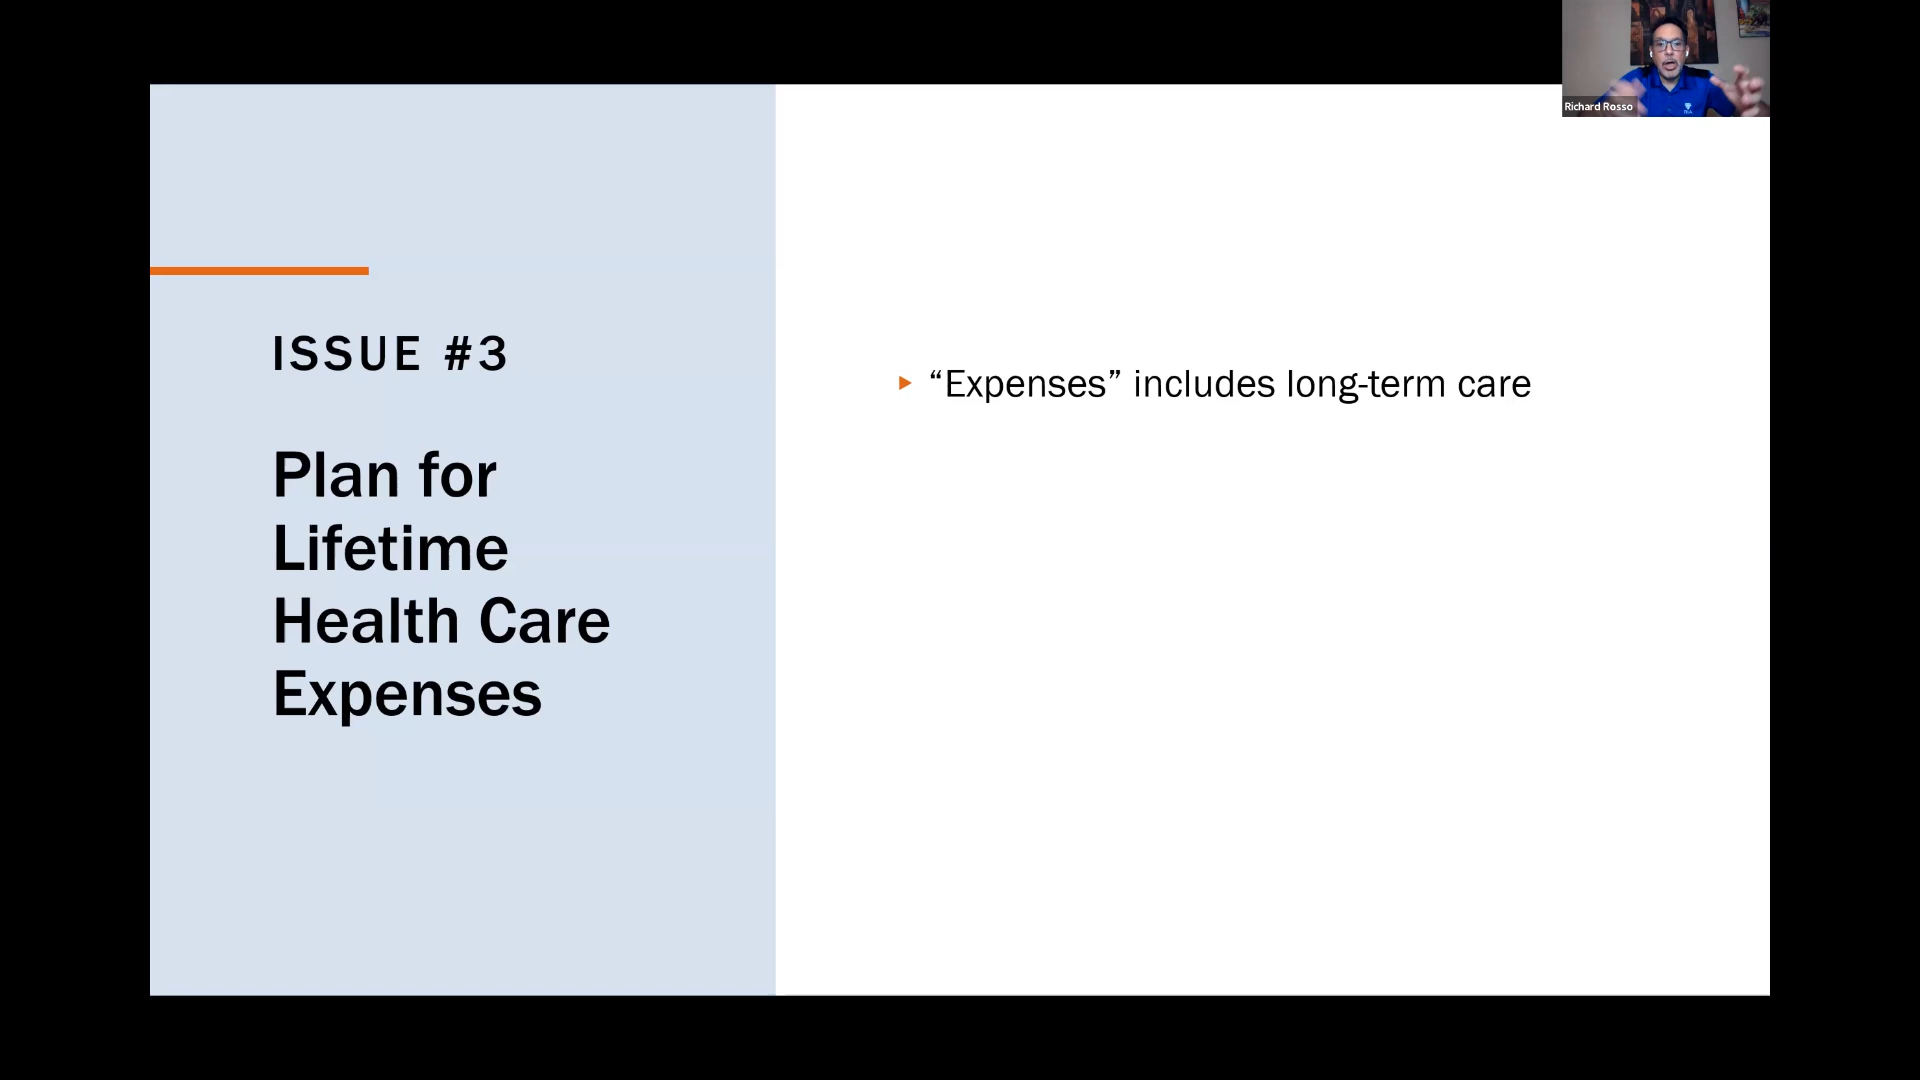 Richard Rosso
ISSUE #3
Plan for
Lifetime
Health Care
Expenses
“Expenses” includes long-term care